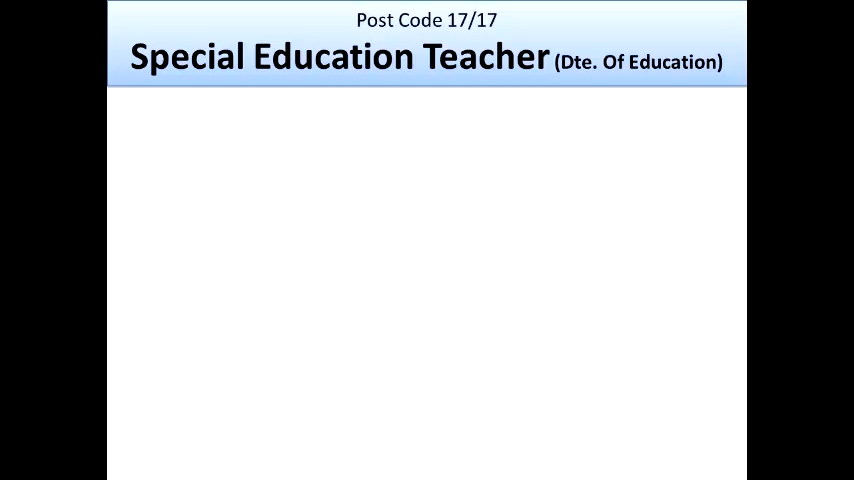 Post Code 17/17
Special Education Teacher (Dte. Of Education)